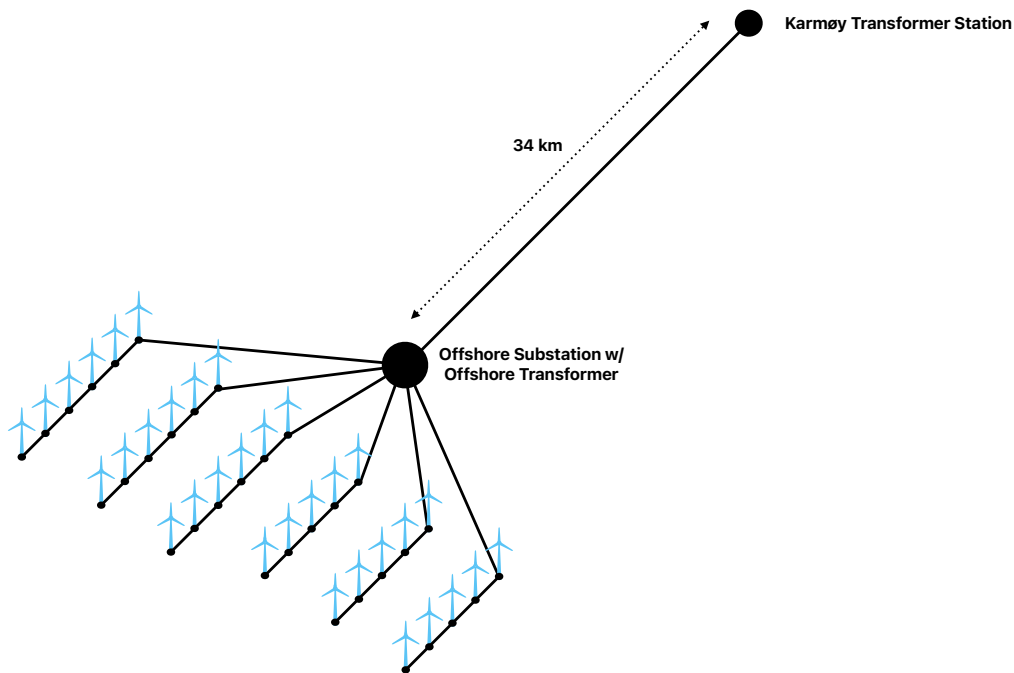 Karmøy Transformer Station
34 km
Offshore Substation w/
Offshore Transformer